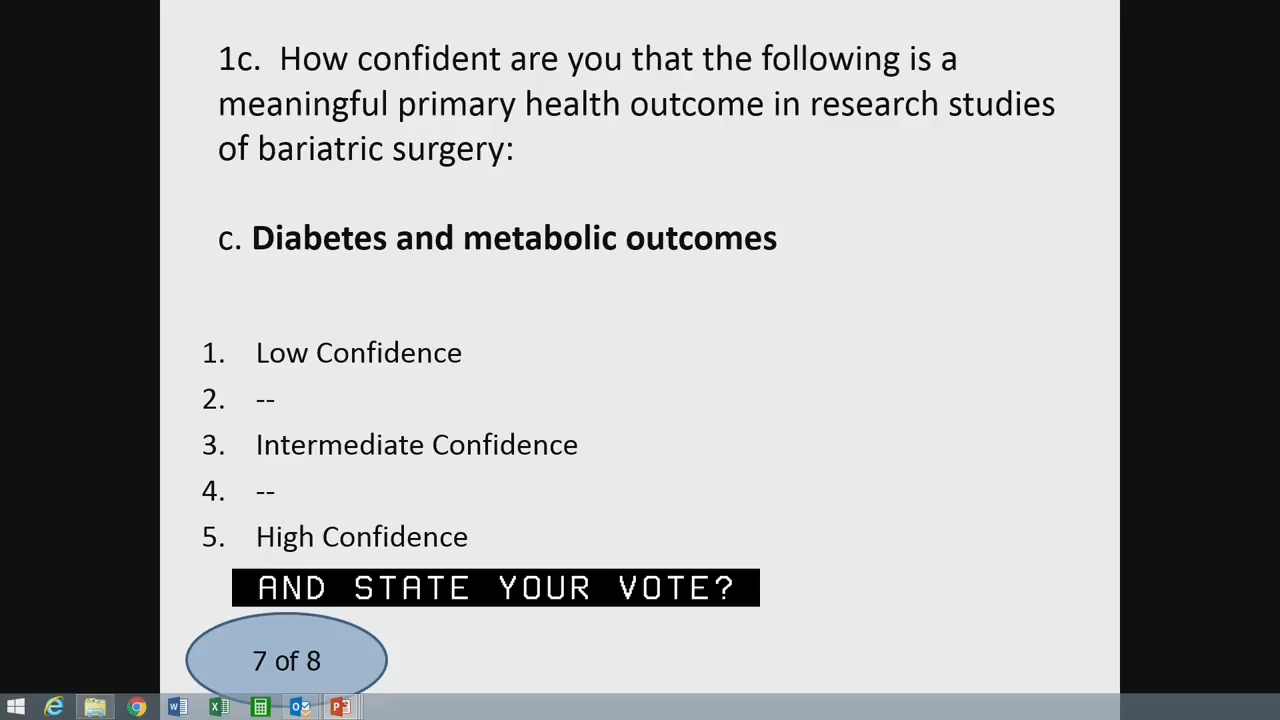 1c. How confident are you that the following is a
meaningful primary health outcome in research studies
of bariatric surgery:
c. Diabetes and metabolic outcomes
1. Low Confidence
2. --
3. Intermediate Confidence
4. --
5. High Confidence
AND STATE YOUR VOTE?
7 of 8